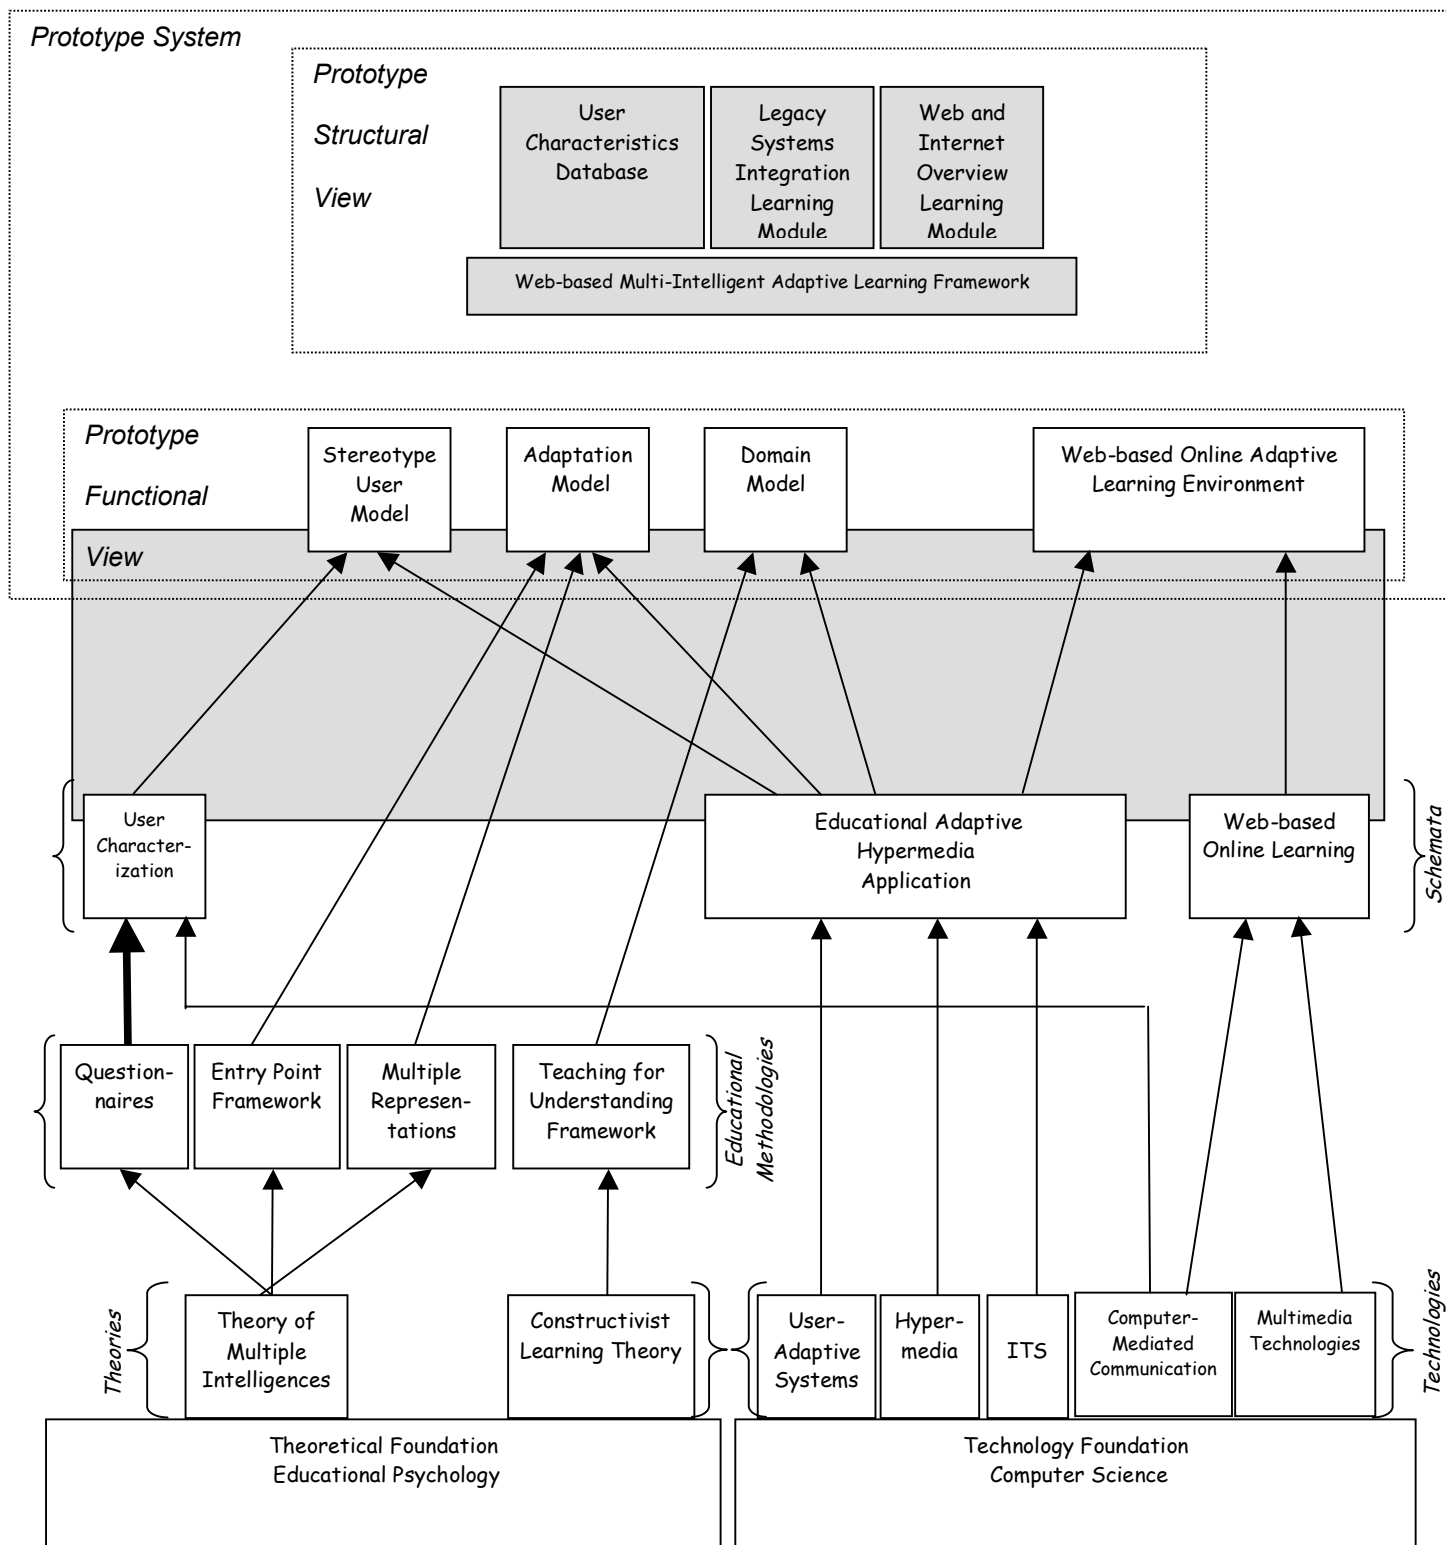 Prototype System
Prototype
Structural
View
User
Characteristics
Database
Legacy
Systems
Integration
Learning
Module
Web and
Internet
Overview
Learning
Module
Web-based Multi-Intelligent Adaptive Learning Framework
Prototype
Functional
View
Stereotype
User
Model
Adaptation
Model
Domain
Model
Web-based Online Adaptive
Learning Environment
User
Character-
ization
Educational Adaptive
Hypermedia
Application
Web-based
Online Learning
Schemata
Question-
naires
Entry Point
Framework
Multiple
Represen-
tations
Teaching for
Understanding
Framework
Educational
Methodologies
Theories
Theory of
Multiple
Intelligences
Constructivist
Learning Theory
User-
Adaptive
Systems
Hyper-
media
ITS
Computer-
Mediated
Communication
Multimedia
Technologies
Technologies
Theoretical Foundation
Educational Psychology
Technology Foundation
Computer Science